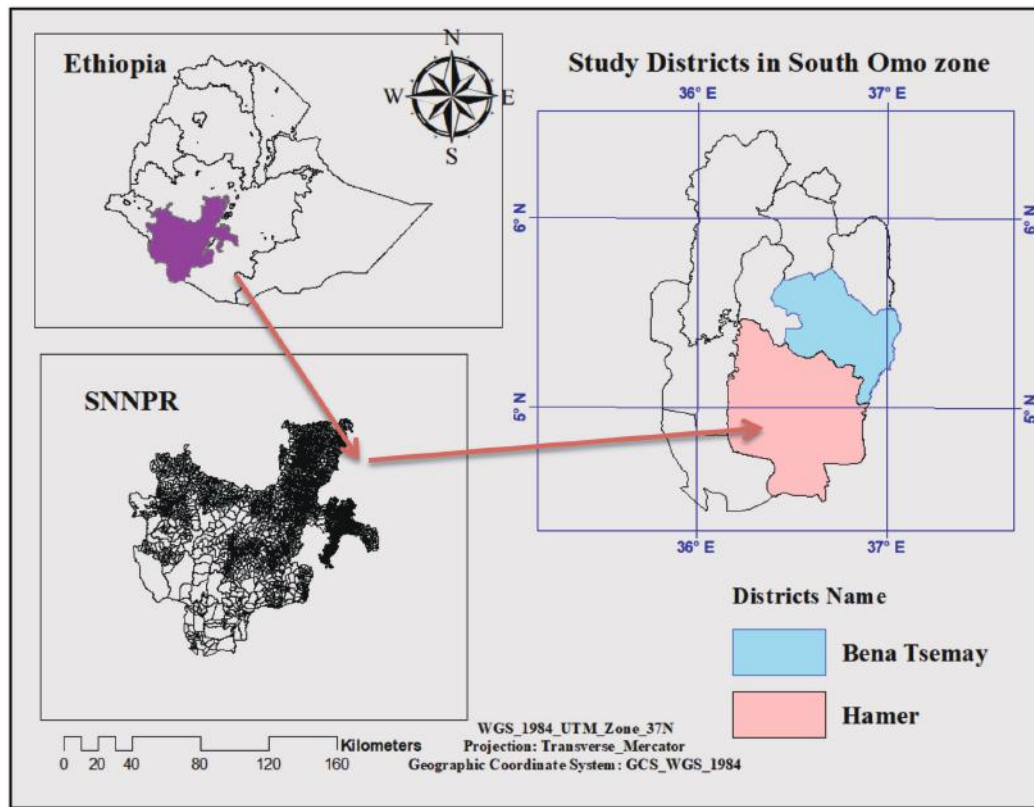 Ethiopia
N
W E
S
Study Districts in South Omo zone
36° E 37° E
6° N 6° N
5° N 5° N
36° E 37° E
SNNPR
Districts Name
Bena Tsemay
Hamer
Kilometers
0 20 40 80 120 160
WGS_1984_UTM_Zone_37N
Projection: Transverse_Mercator
Geographic Coordinate System : GCS_WGS_1984